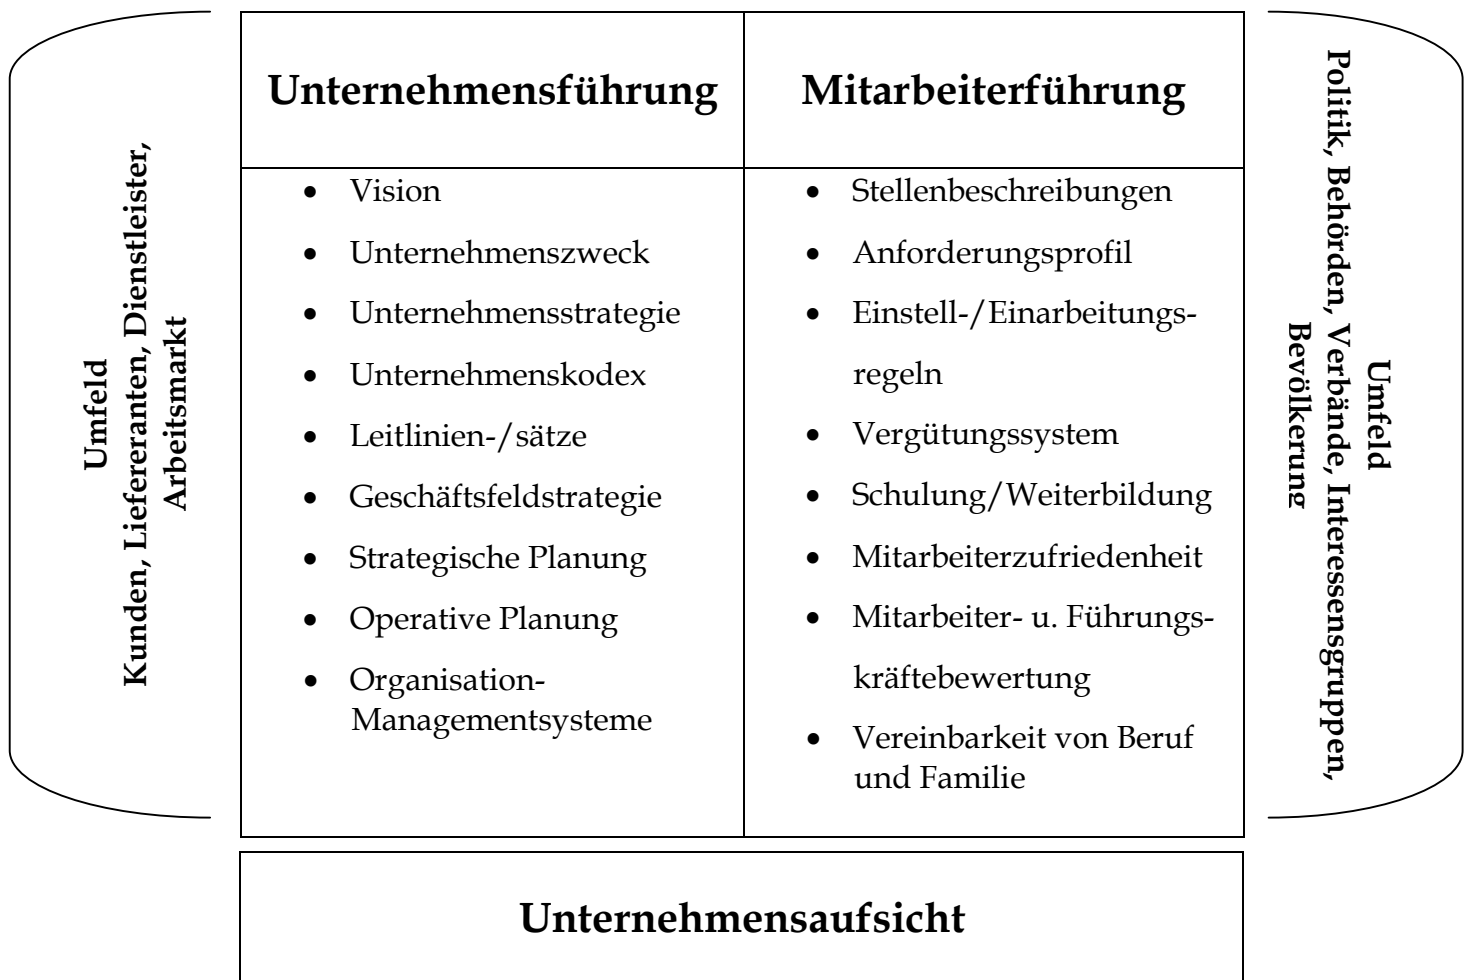 Umfeld
Kunden, Lieferanten, Dienstleister,
Arbeitsmarkt
Unternehmensführung
• Vision
• Unternehmenszweck
• Unternehmensstrategie
• Unternehmenskodex
• Leitlinien-/sätze
• Geschäftsfeldstrategie
• Strategische Planung
• Operative Planung
• Organisation-
Managementsysteme
Mitarbeiterführung
• Stellenbeschreibungen
• Anforderungsprofil
• Einstell-/Einarbeitungs-
regeln
• Vergütungssystem
• Schulung/Weiterbildung
• Mitarbeiterzufriedenheit
• Mitarbeiter- u. Führungs-
kräftebewertung
• Vereinbarkeit von Beruf
und Familie
Umfeld
Politik, Behörden, Verbände, Interessensgruppen,
Bevölkerung
Unternehmensaufsicht